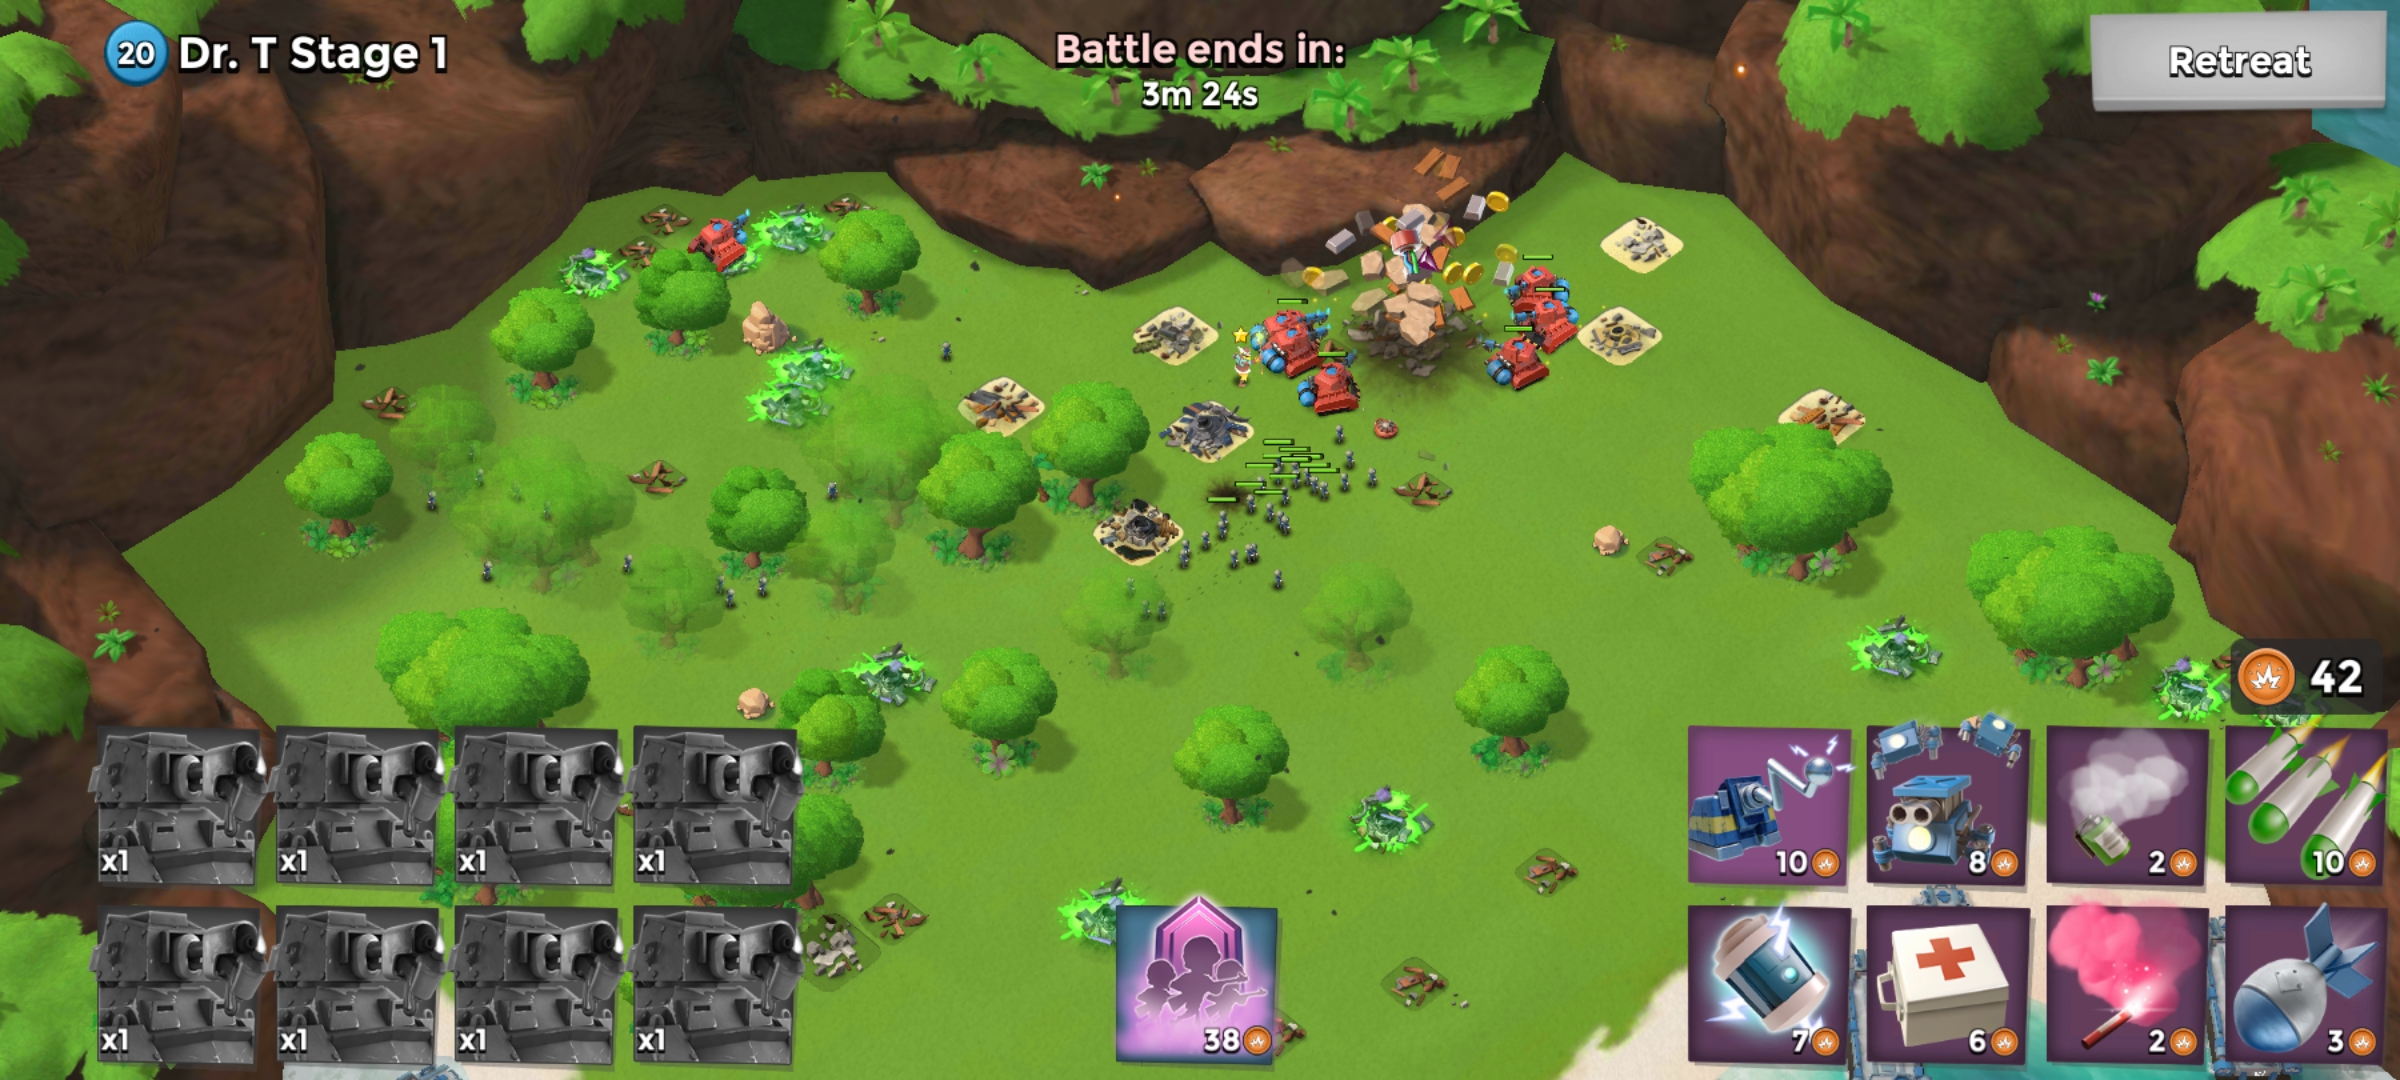 20 Dr. T Stage 1
Battle ends in:
3m 24s
Retreat
42
x1 x1 x1 x1
10 8 2 10
x1 x1 x1 x1
38
7 6 2 3